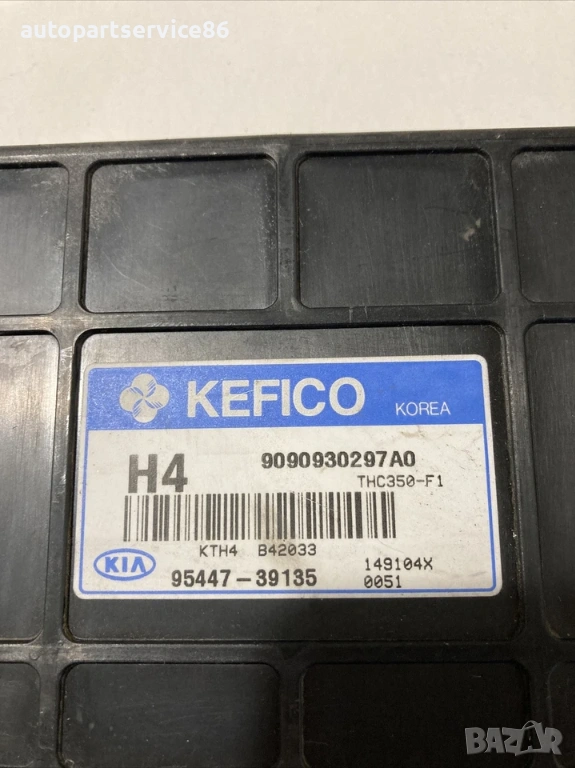 autopartservice86
KEFICO
KOREA
H4
9090930297A0
THC350-F1
KTH4 B42033
KIA
95447-39135
149104X
0051
BAZAR